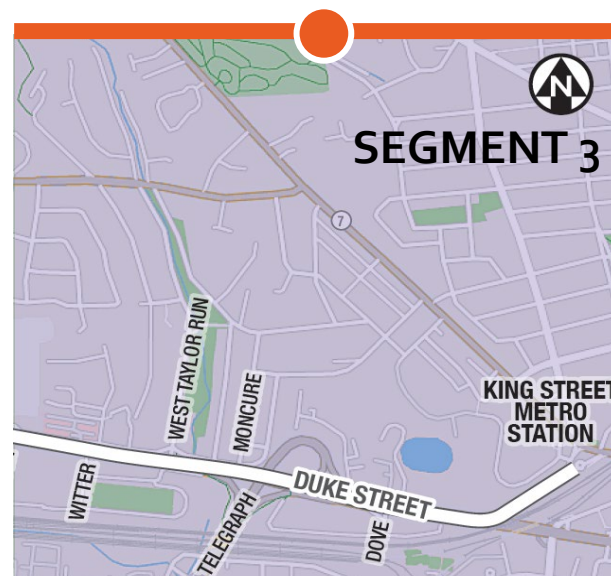 N
SEGMENT 3
7
WEST TAYLOR RUN
MONCURE
KING STREET
METRO
STATION
WITTER
TELEGRAPH
DUKE STREET
DOVE